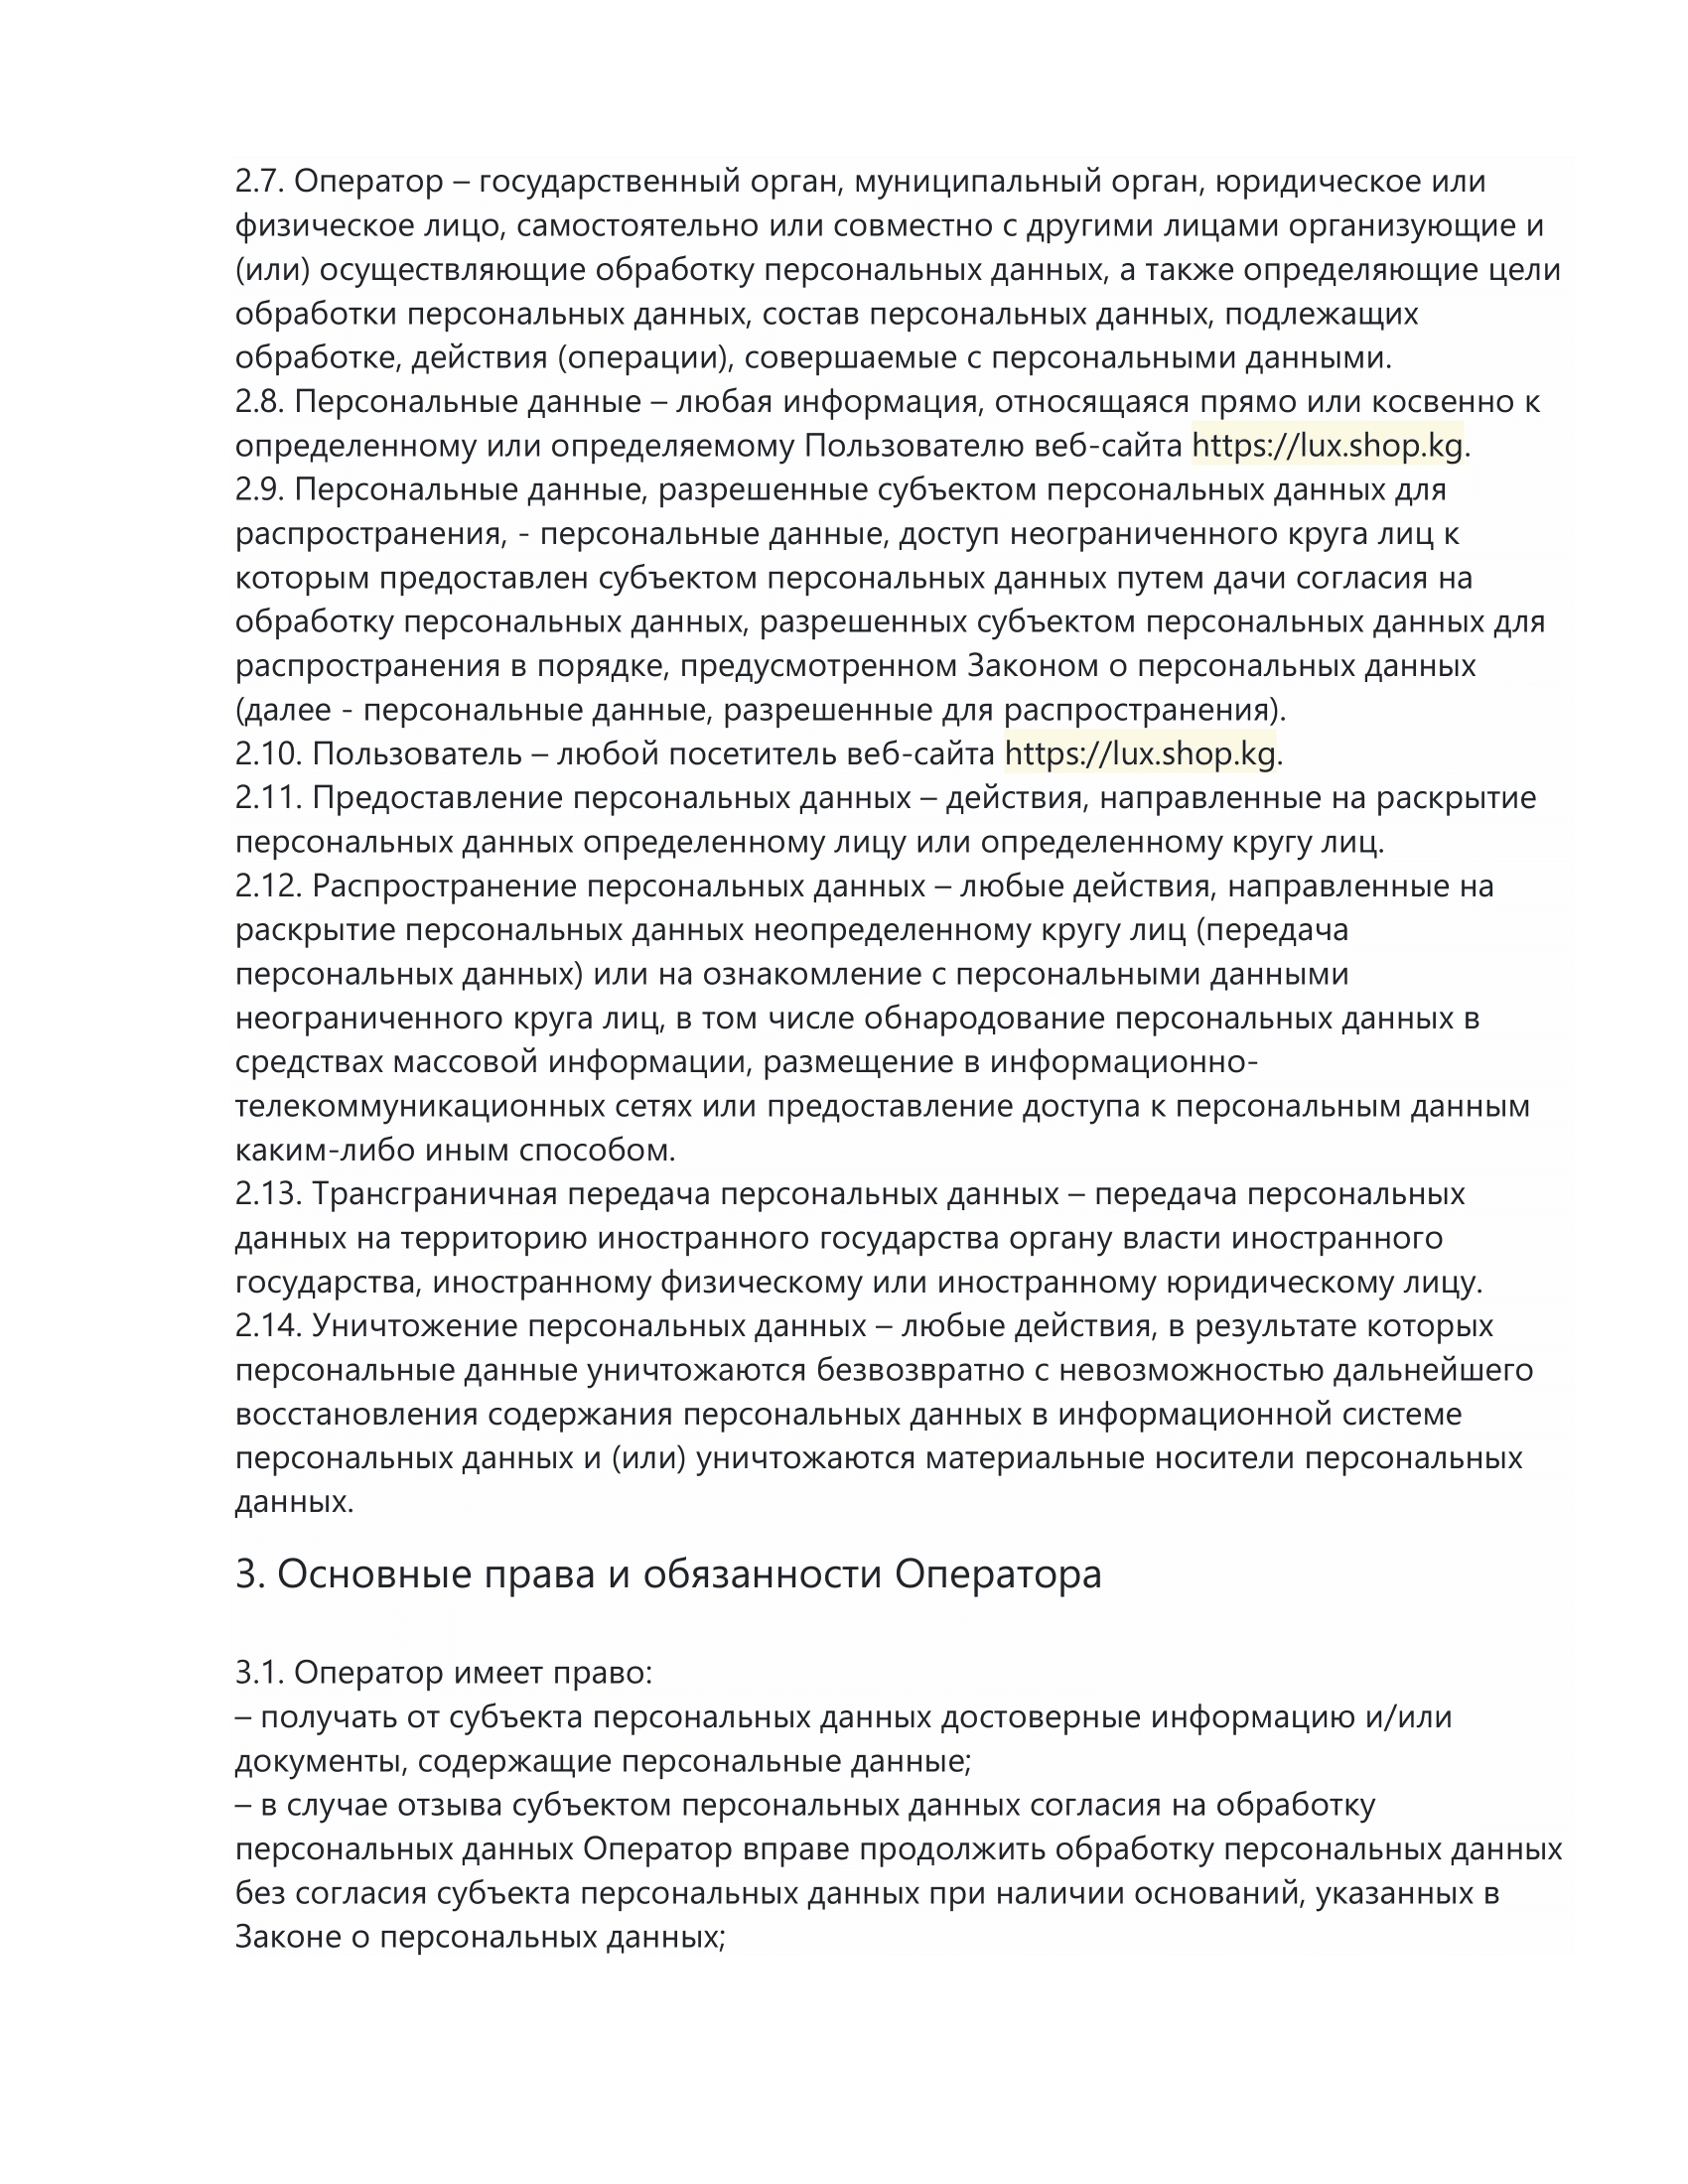 2.7. Оператор – государственный орган, муниципальный орган, юридическое или
физическое лицо, самостоятельно или совместно с другими лицами организующие и
(или) осуществляющие обработку персональных данных, а также определяющие цели
обработки персональных данных, состав персональных данных, подлежащих
обработке, действия (операции), совершаемые с персональными данными.
2.8. Персональные данные – любая информация, относящаяся прямо или косвенно к
определенному или определяемому Пользователю веб-сайта https://lux.shop.kg.
2.9. Персональные данные, разрешенные субъектом персональных данных для
распространения, - персональные данные, доступ неограниченного круга лиц к
которым предоставлен субъектом персональных данных путем дачи согласия на
обработку персональных данных, разрешенных субъектом персональных данных для
распространения в порядке, предусмотренном Законом о персональных данных
(далее - персональные данные, разрешенные для распространения).
2.10. Пользователь – любой посетитель веб-сайта https://lux.shop.kg.
2.11. Предоставление персональных данных – действия, направленные на раскрытие
персональных данных определенному лицу или определенному кругу лиц.
2.12. Распространение персональных данных – любые действия, направленные на
раскрытие персональных данных неопределенному кругу лиц (передача
персональных данных) или на ознакомление с персональными данными
неограниченного круга лиц, в том числе обнародование персональных данных в
средствах массовой информации, размещение в информационно-
телекоммуникационных сетях или предоставление доступа к персональным данным
каким-либо иным способом.
2.13. Трансграничная передача персональных данных – передача персональных
данных на территорию иностранного государства органу власти иностранного
государства, иностранному физическому или иностранному юридическому лицу.
2.14. Уничтожение персональных данных – любые действия, в результате которых
персональные данные уничтожаются безвозвратно с невозможностью дальнейшего
восстановления содержания персональных данных в информационной системе
персональных данных и (или) уничтожаются материальные носители персональных
данных.
3. Основные права и обязанности Оператора
3.1. Оператор имеет право:
– получать от субъекта персональных данных достоверные информацию и/или
документы, содержащие персональные данные;
– в случае отзыва субъектом персональных данных согласия на обработку
персональных данных Оператор вправе продолжить обработку персональных данных
без согласия субъекта персональных данных при наличии оснований, указанных в
Законе о персональных данных;